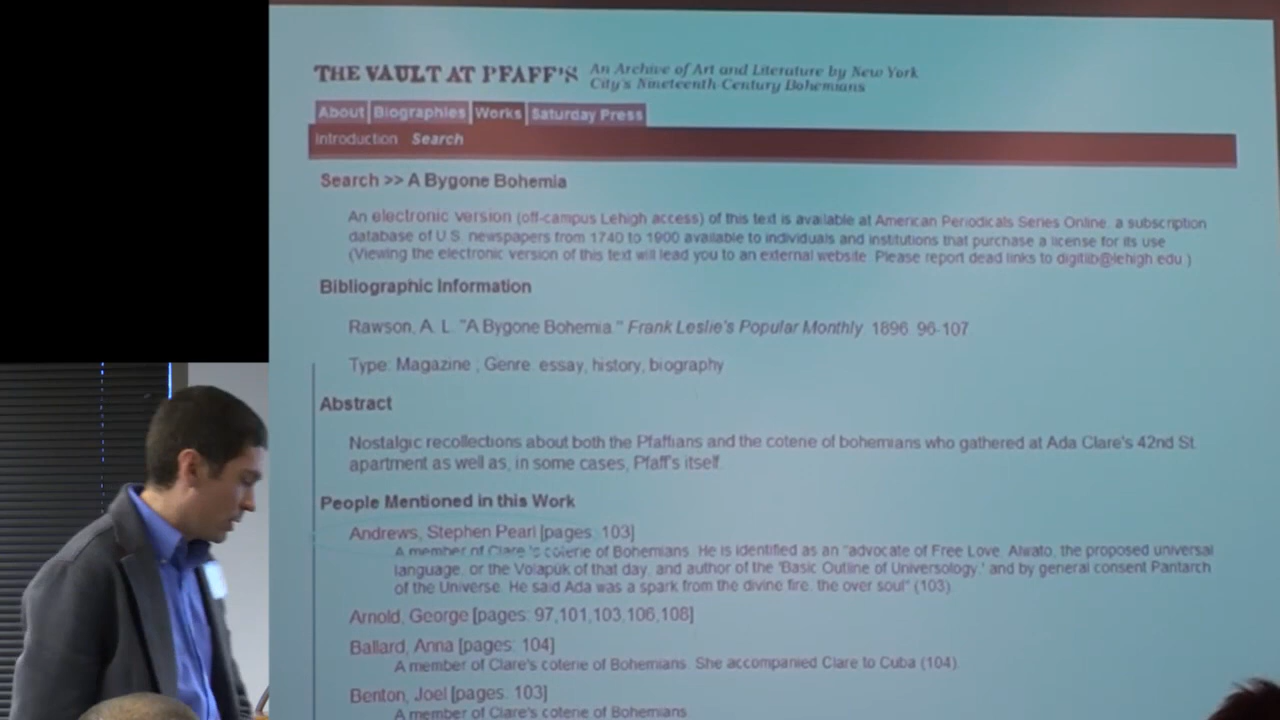 THE VAULT AT PFAFF'S An Archive of Art and Literature by New York
City's Nineteenth Century Bohemians
About Biographies Works Saturday Press
Introduction Search
Search >> A Bygone Bohemia
An electronic version (off-campus Lehigh access) of this text is available at American Periodicals Series Online, a subscription
database of U.S. newspapers from 1740 to 1900 available to individuals and institutions that purchase a license for its use
(Viewing the electronic version of this text will lead you to an external website. Please report dead links to digitlib@lehigh.edu.)
Bibliographic Information
Rawson, A. L. "A Bygone Bohemia." Frank Leslie's Popular Monthly 1896. 96-107
Type: Magazine , Genre: essay, history, biography
Abstract
Nostalgic recollections about both the Pfaffians and the coterie of bohemians who gathered at Ada Clare's 42nd St.
apartment as well as, in some cases, Pfaff's itself.
People Mentioned in this Work
Andrews, Stephen Pearl [pages: 103]
A member of Clare 's coterie of Bohemians. He is identified as an "advocate of Free Love, Alwato, the proposed universal
language, or the Volapuk of that day, and author of the 'Basic Outline of Universology,' and by general consent Pantarch
of the Universe. He said Ada was a spark from the divine fire, the over soul" (103).
Arnold, George [pages: 97,101,103,106,108]
Ballard, Anna [pages: 104]
A member of Clare's coterie of Bohemians. She accompanied Clare to Cuba (104).
Benton, Joel [pages: 103]
A member of Clare's coterie of Bohemians.